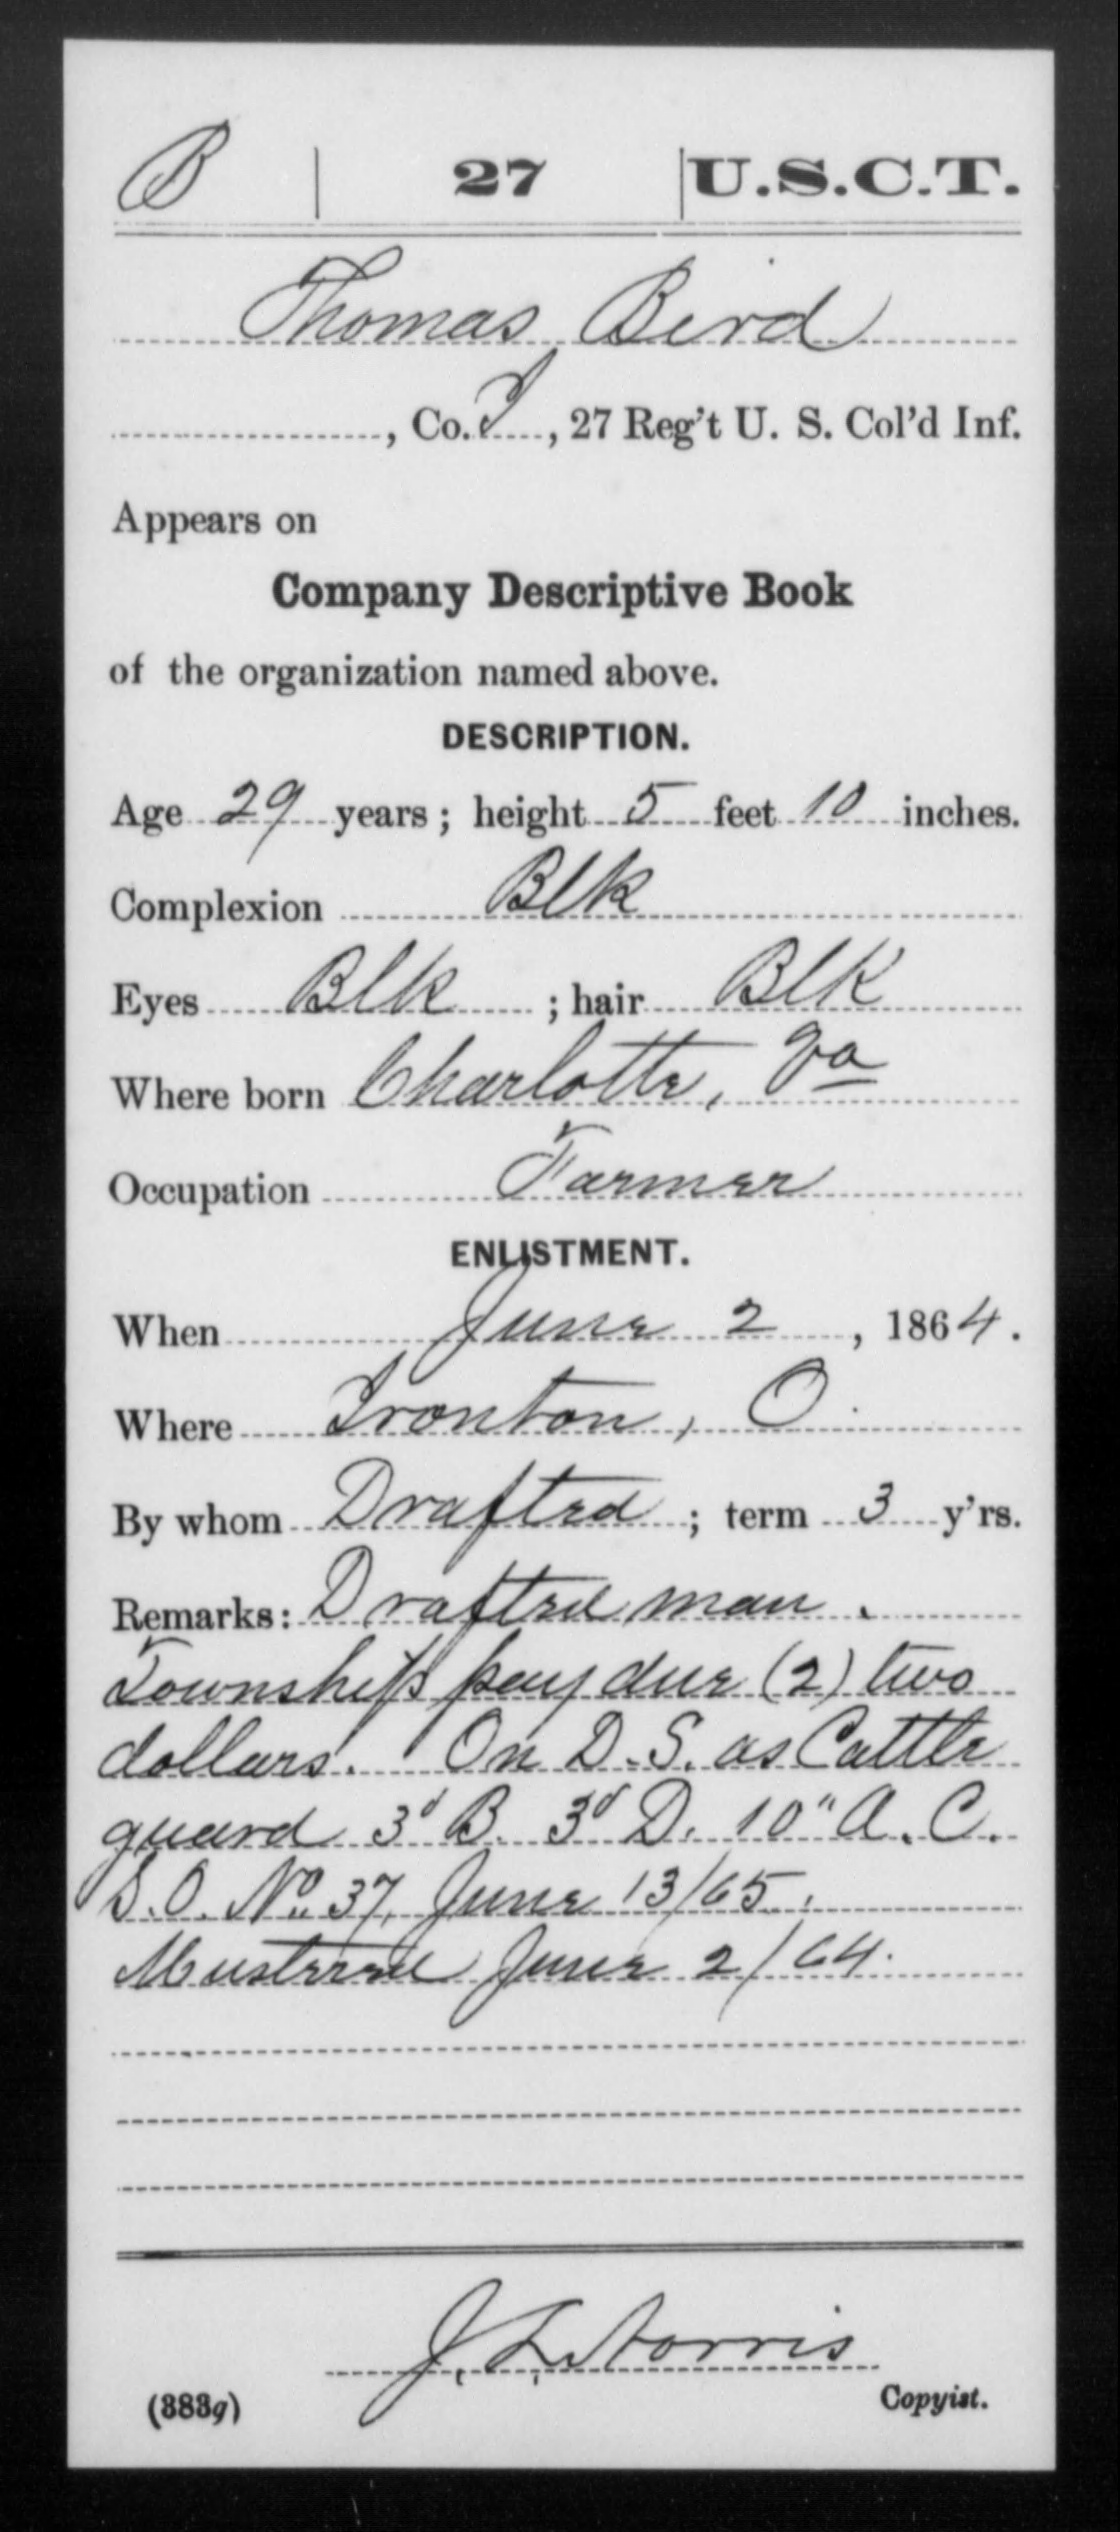 B | 27 | U.S.C.T.
Thomas Bird
, Co. I, 27 Reg't U. S. Col'd Inf.
Appears on
Company Descriptive Book
of the organization named above.
DESCRIPTION.
Age 29 years; height 5 feet 10 inches.
Complexion Blk
Eyes Blk ; hair Blk
Where born Charlotte, Va
Occupation Farmer
ENLISTMENT.
When June 2, 1864.
Where Ironton, O.
By whom Drafted; term 3 y'rs.
Remarks: Drafted man.
Township pay due (2) two
dollars. On D.S. as Cattle
guard 3d B. 3d D. 10" A.C.
S.O. No. 37, June 13/65.
Mustered June 2/64.
J. L. Norris
(383g) Copyist.